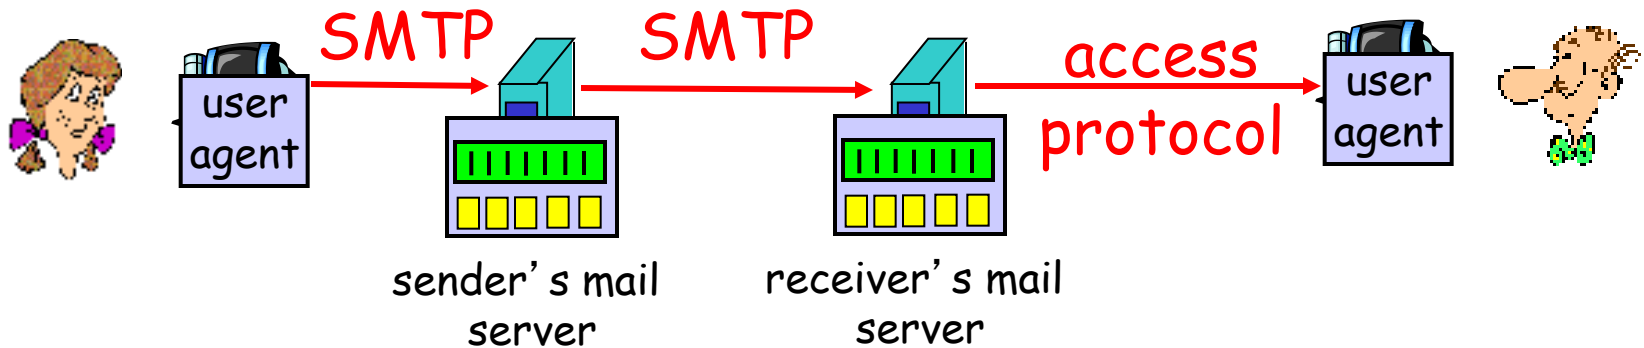 SMTP
SMTP
access
protocol
user
agent
user
agent
sender’s mail
server
receiver’s mail
server